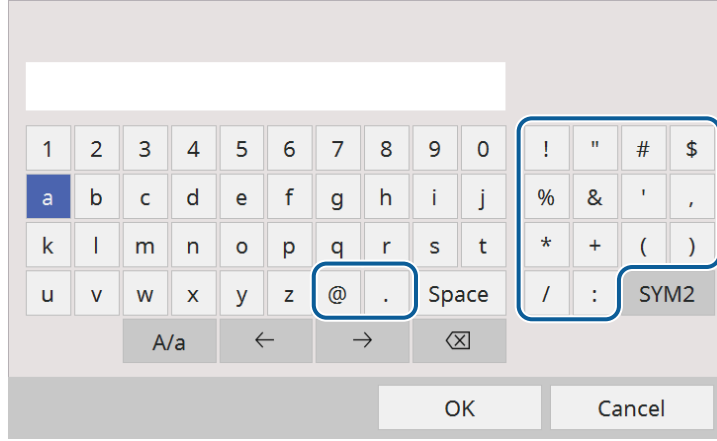 1 2 3 4 5 6 7 8 9 0 ! " # $
a b c d e f g h i j % & ' ,
k l m n o p q r s t * + ( )
u v w x y z @ . Space / : SYM2
A/a ← → ⌫
OK Cancel